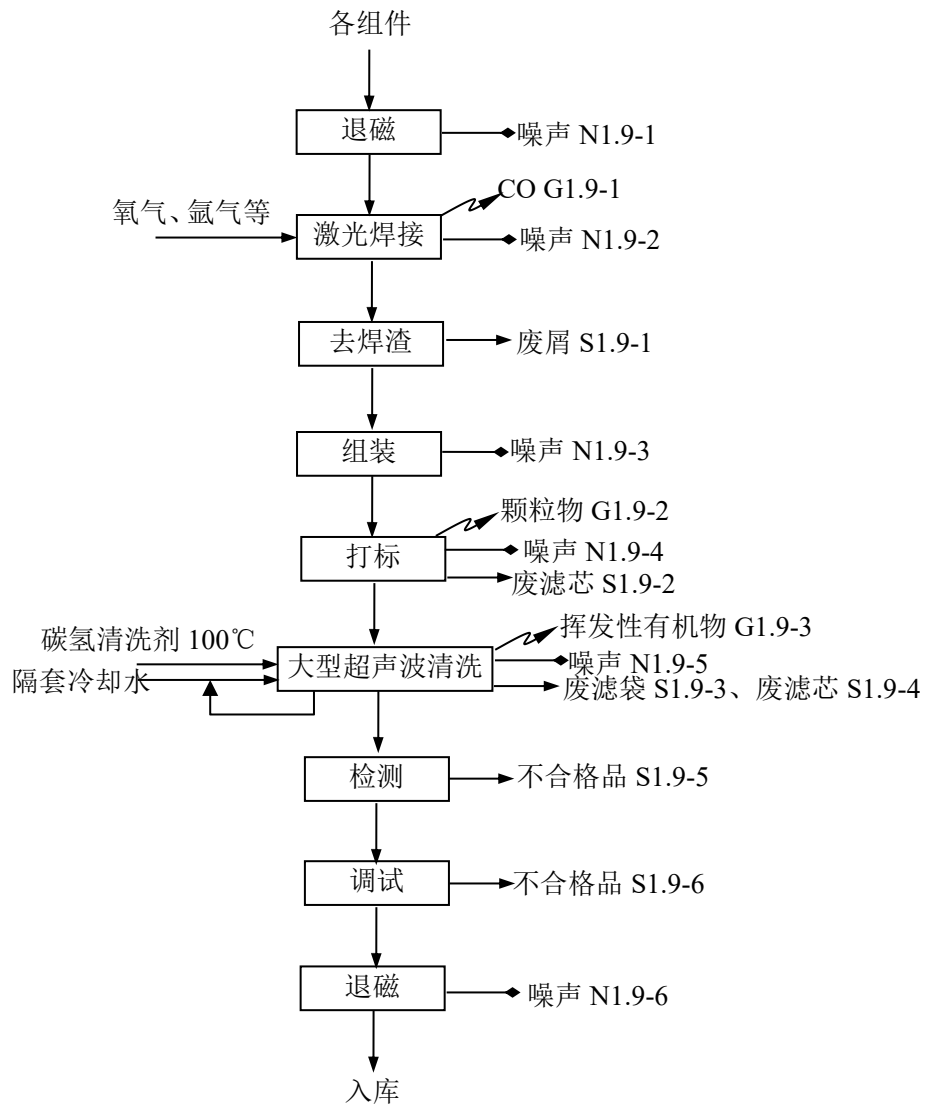 各组件
退磁
噪声 N1.9-1
CO G1.9-1
氧气、氩气等
激光焊接
噪声 N1.9-2
去焊渣
废屑 S1.9-1
组装
噪声 N1.9-3
颗粒物 G1.9-2
打标
噪声 N1.9-4
废滤芯 S1.9-2
挥发性有机物 G1.9-3
碳氢清洗剂 100℃
大型超声波清洗
噪声 N1.9-5
隔套冷却水
废滤袋 S1.9-3、废滤芯 S1.9-4
检测
不合格品 S1.9-5
调试
不合格品 S1.9-6
退磁
噪声 N1.9-6
入库